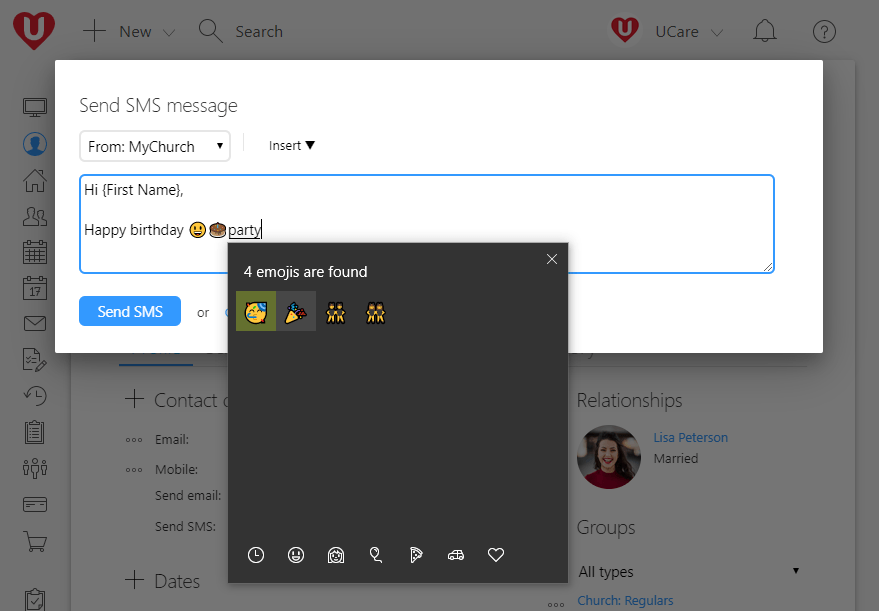 U
New
Search
U
UCare
?
Send SMS message
From: MyChurch
Insert ▼
Hi {First Name},
Happy birthday 😃🎂party
4 emojis are found
Send SMS
or
17
Contact
Relationships
Email:
Lisa Peterson
Mobile:
Married
Send email:
Send SMS:
Groups
Dates
All types
Church: Regulars